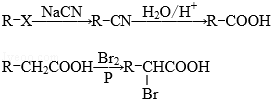 R-X —NaCN→ R-CN —H₂O/H⁺→ R-COOH
R-CH₂COOH —Br₂/P→ R-CHCOOH
Br